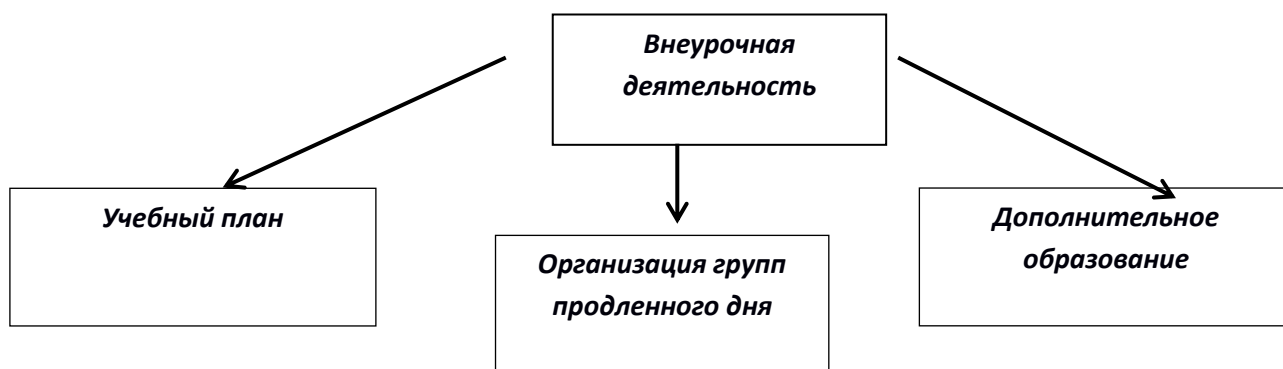 Внеурочная
деятельность
Учебный план
Организация групп
продленного дня
Дополнительное
образование